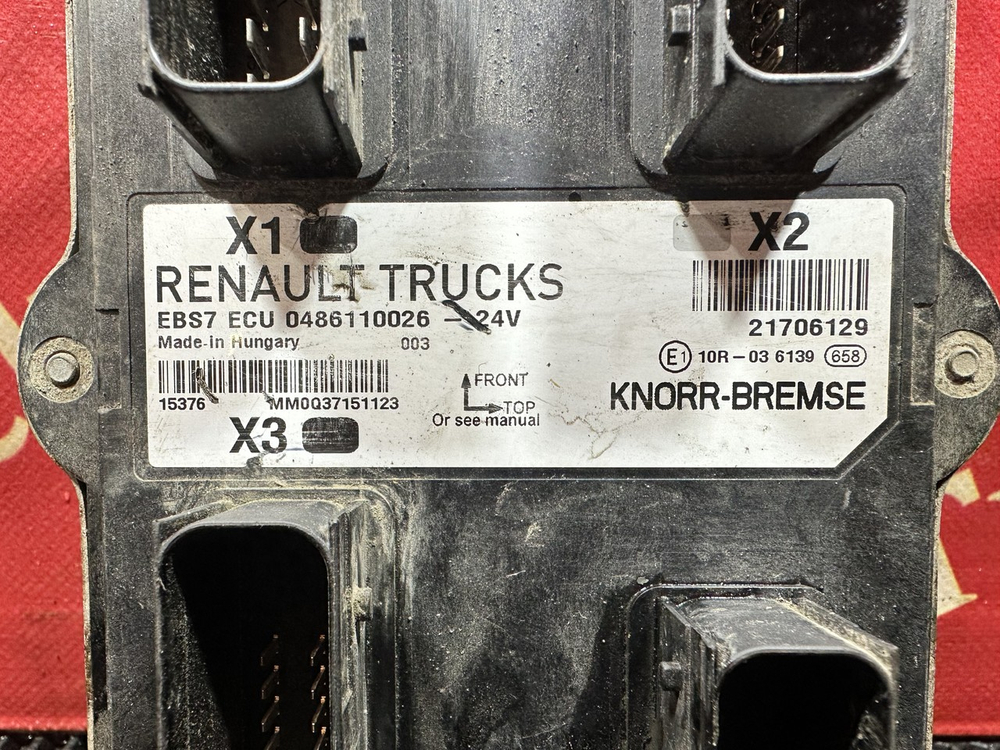 X1
X2
RENAULT TRUCKS
EBS7 ECU 0486110026 - 24V
21706129
Made-in Hungary
003
E1 10R-03 6139 658
15376
MM0Q37151123
FRONT
TOP
Or see manual
KNORR-BREMSE
X3